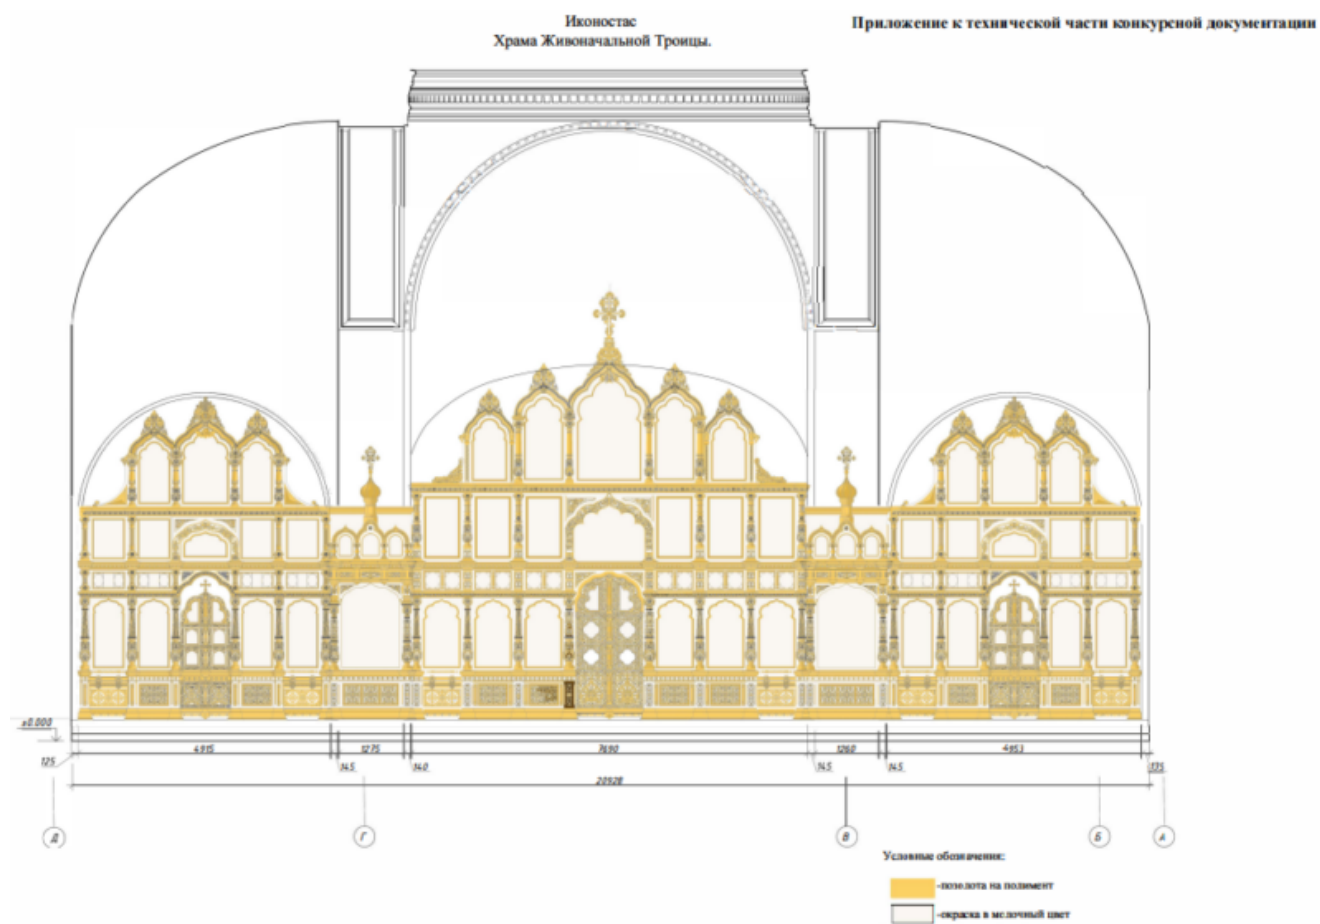 Иконостас
Храма Живоначальной Троицы.
Приложение к технической части конкурсной документации
±0.000
4915
1275
7690
1260
4953
125
145
140
145
145
135
20928
Д
Г
В
Б
А
Условные обозначения:
-позолота на полимент
-окраска в молочный цвет